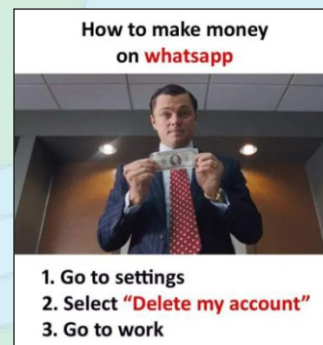 How to make money
on whatsapp
1. Go to settings
2. Select “Delete my account”
3. Go to work